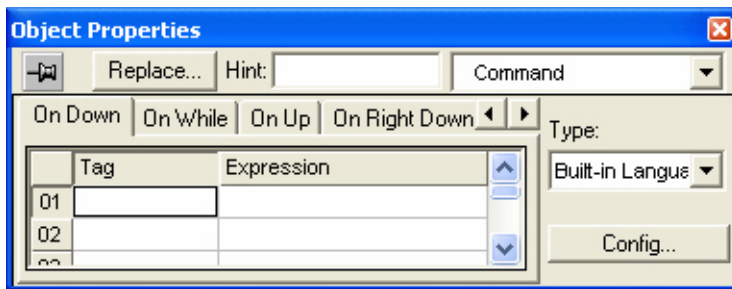 Object Properties
Replace... Hint: Command
On Down On While On Up On Right Down
Type:
Tag Expression
Built-in Langua
01
02
Config...